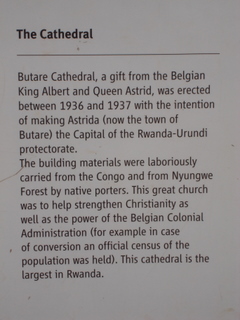 The Cathedral
Butare Cathedral, a gift from the Belgian
King Albert and Queen Astrid, was erected
between 1936 and 1937 with the intention
of making Astrida (now the town of
Butare) the Capital of the Rwanda-Urundi
protectorate.
The building materials were laboriously
carried from the Congo and from Nyungwe
Forest by native porters. This great church
was to help strengthen Christianity as
well as the power of the Belgian Colonial
Administration (for example in case
of conversion an official census of the
population was held). This cathedral is the
largest in Rwanda.